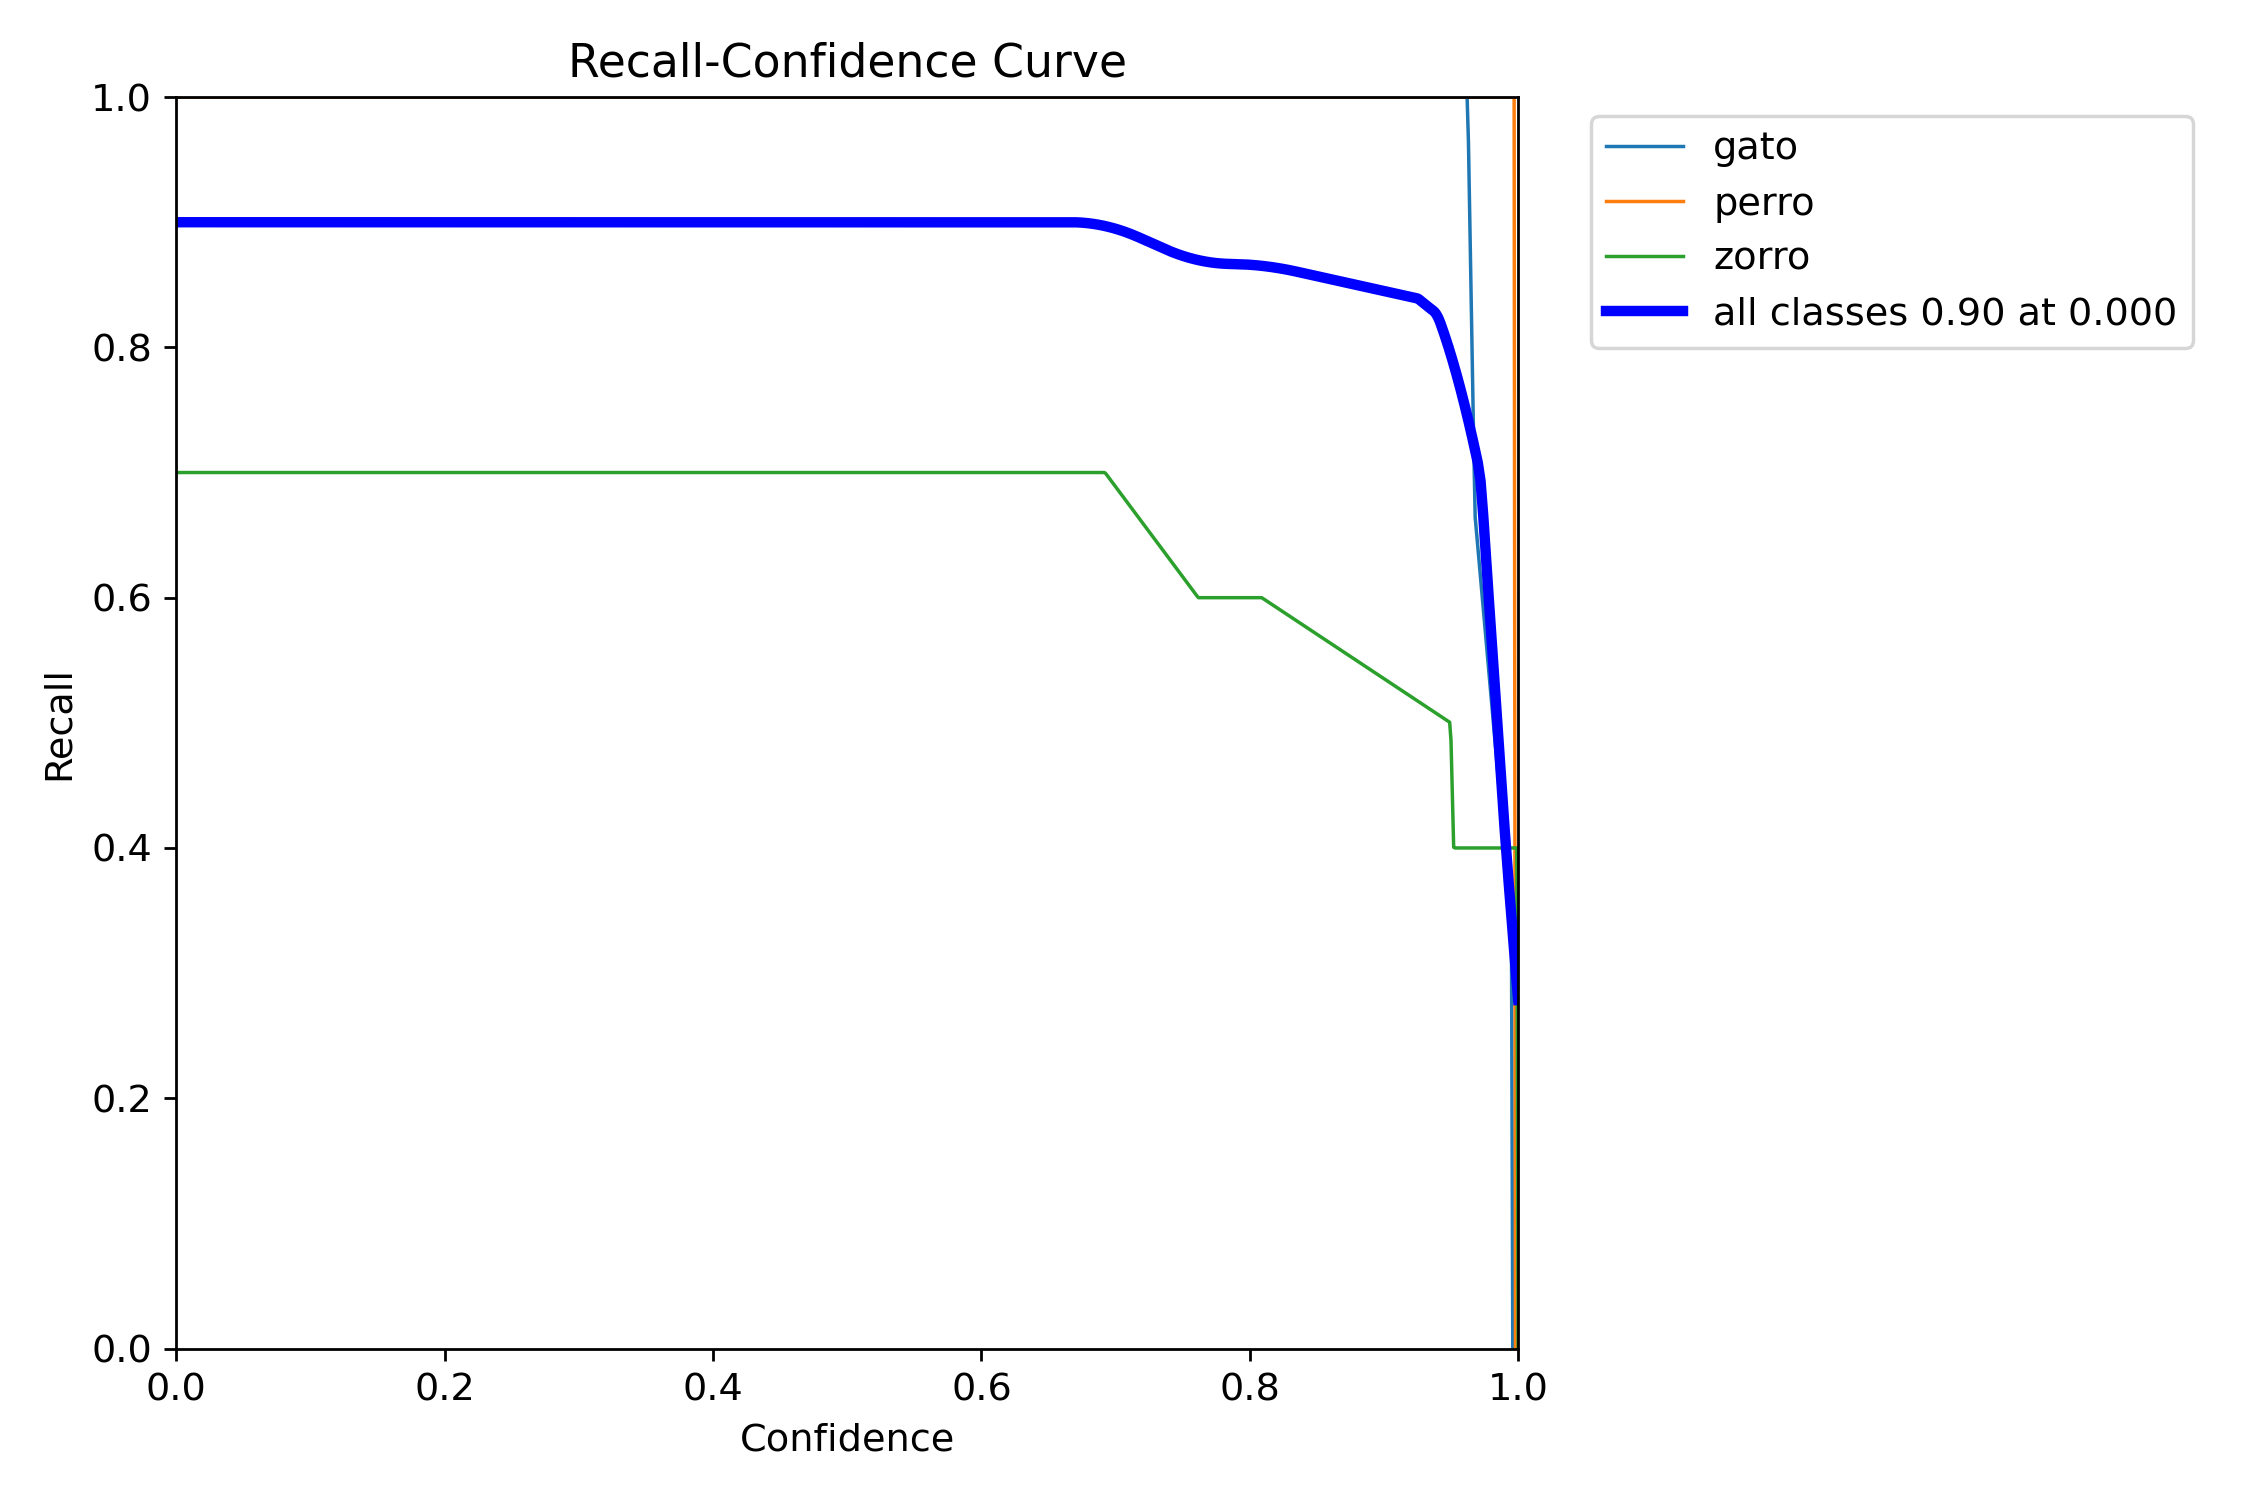 Recall-Confidence Curve
1.0
0.8
0.6
0.4
0.2
0.0
Recall
0.0 0.2 0.4 0.6 0.8 1.0
Confidence
gato
perro
zorro
all classes 0.90 at 0.000